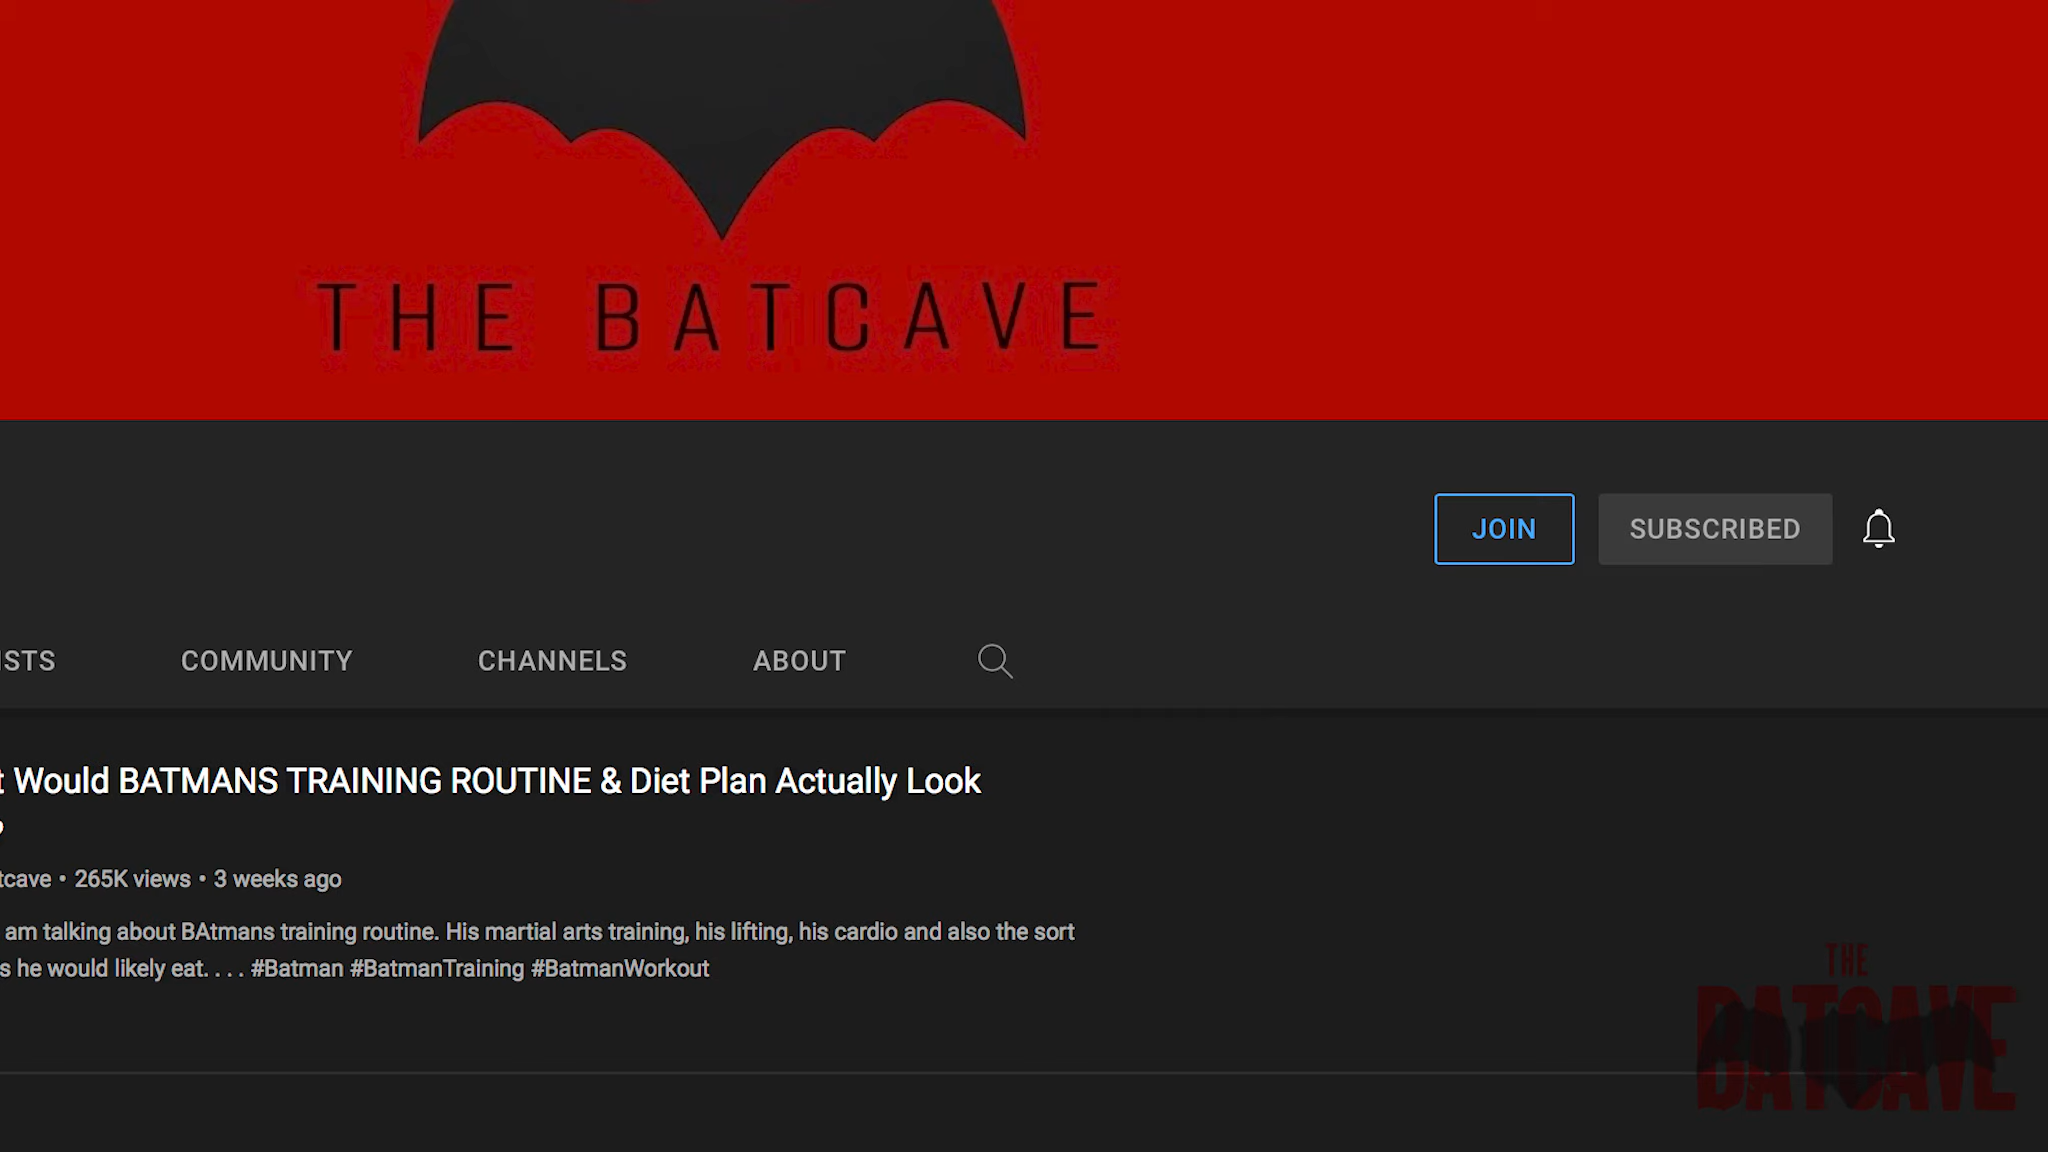 THE BATCAVE
JOIN
SUBSCRIBED
COMMUNITY
CHANNELS
ABOUT
Would BATMANS TRAINING ROUTINE & Diet Plan Actually Look
?
• 265K views • 3 weeks ago
am talking about BAtmans training routine. His martial arts training, his lifting, his cardio and also the sort
he would likely eat. . . . #Batman #BatmanTraining #BatmanWorkout
THE
BATCAVE